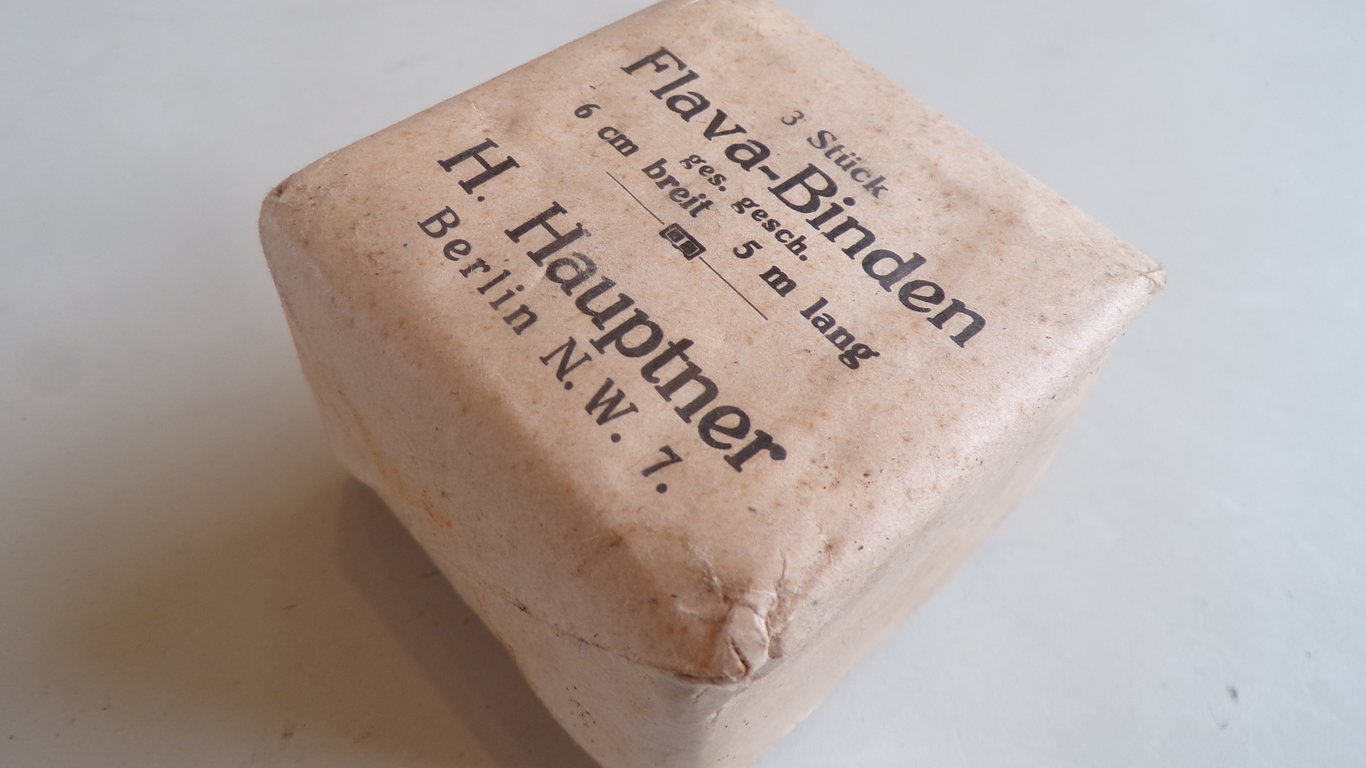 3 Stück
Flava-Binden
ges. gesch.
6 cm breit 5 m lang
H. Hauptner
Berlin N.W. 7.